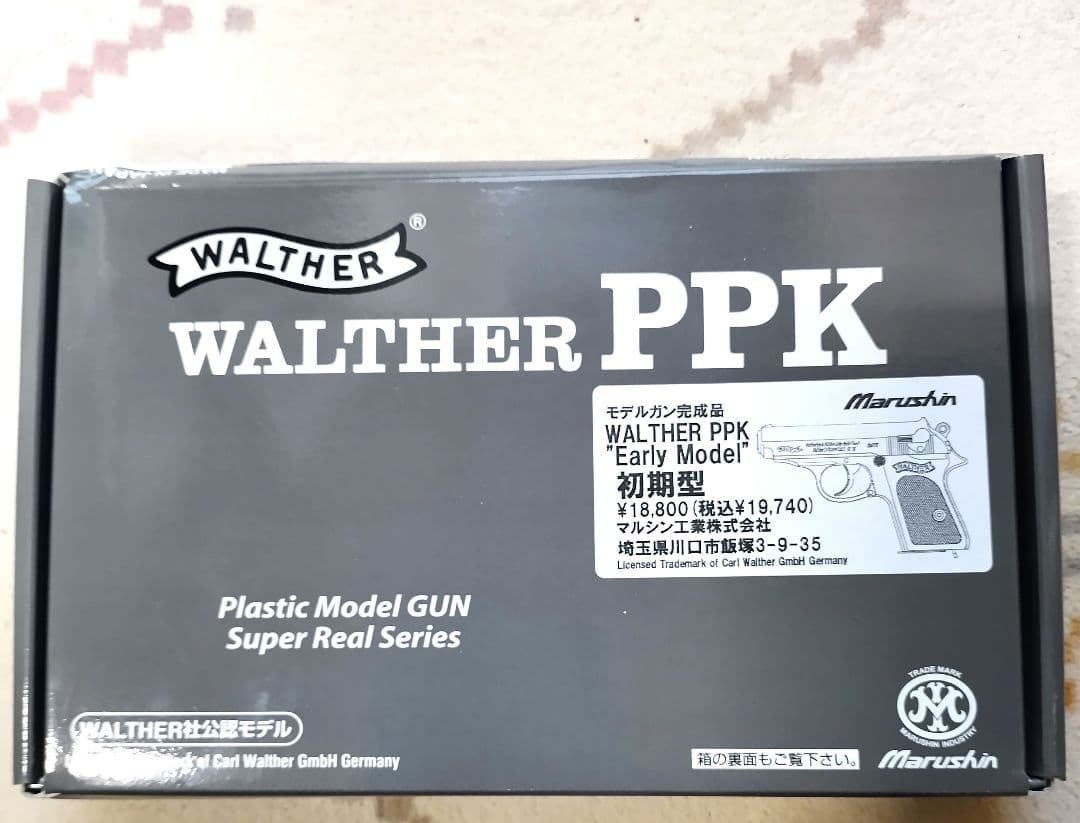 WALTHER®
WALTHER PPK
モデルガン完成品
Marushin
WALTHER PPK
"Early Model"
初期型
¥18,800(税込¥19,740)
マルシン工業株式会社
埼玉県川口市飯塚3-9-35
Licensed Trademark of Carl Walther GmbH Germany
WALTHER
Plastic Model GUN
Super Real Series
WALTHER社公認モデル
of Carl Walther GmbH Germany
箱の裏面もご覧下さい。
TRADE MARK
MARUSHIN INDUSTRY
Marushin